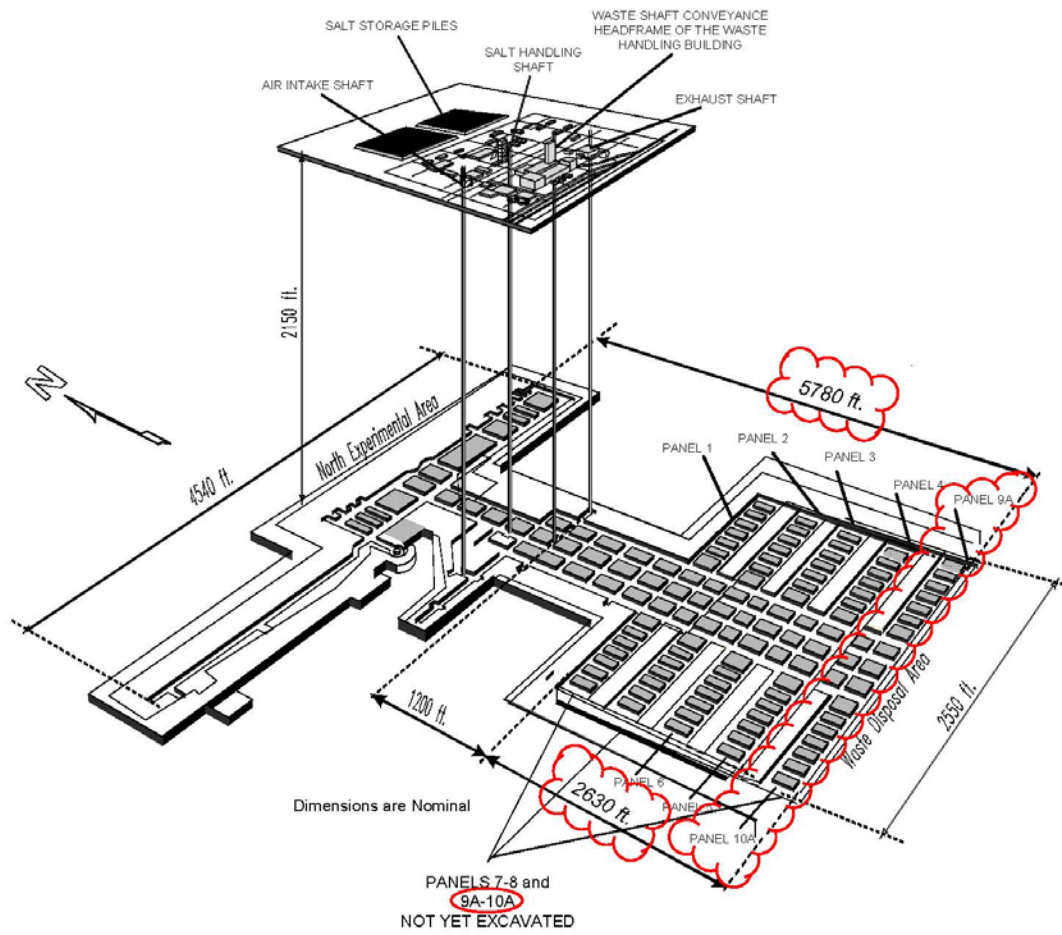 SALT STORAGE PILES
WASTE SHAFT CONVEYANCE
HEADFRAME OF THE WASTE
HANDLING BUILDING
SALT HANDLING
SHAFT
AIR INTAKE SHAFT
EXHAUST SHAFT
2150 ft.
N
5780 ft.
North Experimental Area
4540 ft.
PANEL 1
PANEL 2
PANEL 3
PANEL 4
PANEL 9A
1200 ft.
Waste Disposal Area
2550 ft.
PANEL 6
PANEL
2630 ft.
PANEL 10A
Dimensions are Nominal
PANELS 7-8 and
9A-10A
NOT YET EXCAVATED